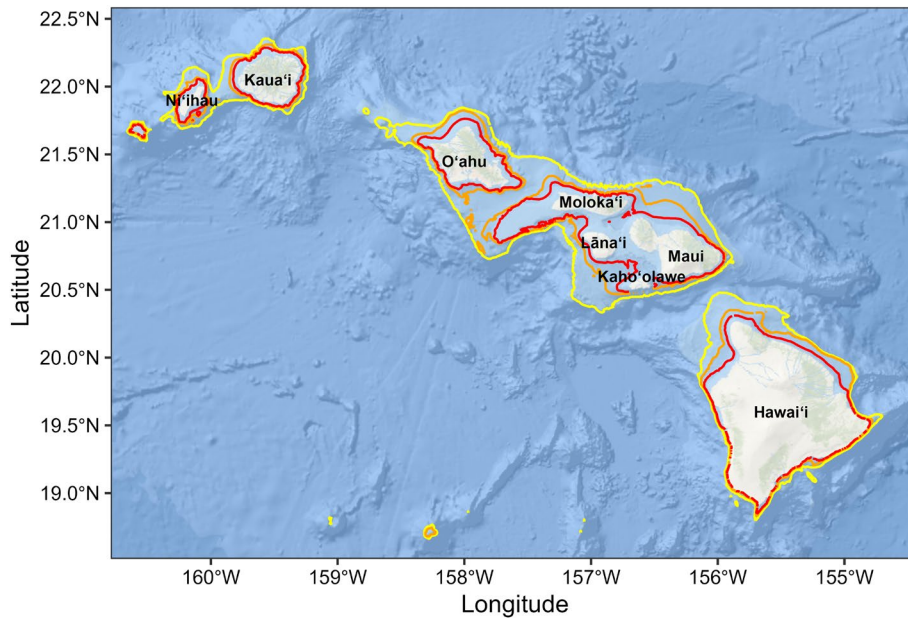 22.5°N
22.0°N
21.5°N
21.0°N
20.5°N
20.0°N
19.5°N
19.0°N
Latitude
Kauaʻi
Niʻihau
Oʻahu
Molokaʻi
Lānaʻi
Maui
Kahoʻolawe
Hawaiʻi
160°W 159°W 158°W 157°W 156°W 155°W
Longitude